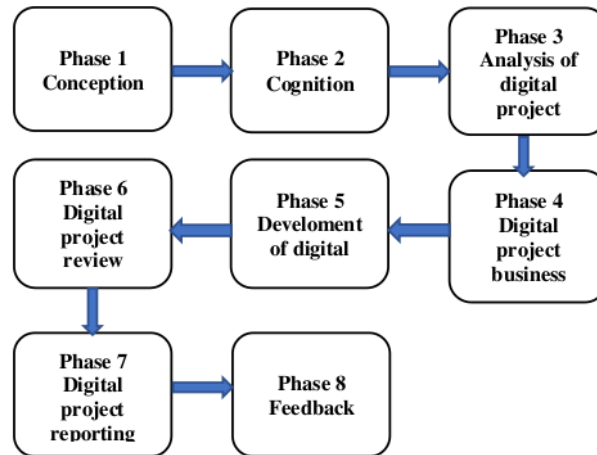 Phase 1
Conception
Phase 2
Cognition
Phase 3
Analysis of
digital
project
Phase 4
Digital
project
business
Phase 5
Develoment
of digital
Phase 6
Digital
project
review
Phase 7
Digital
project
reporting
Phase 8
Feedback